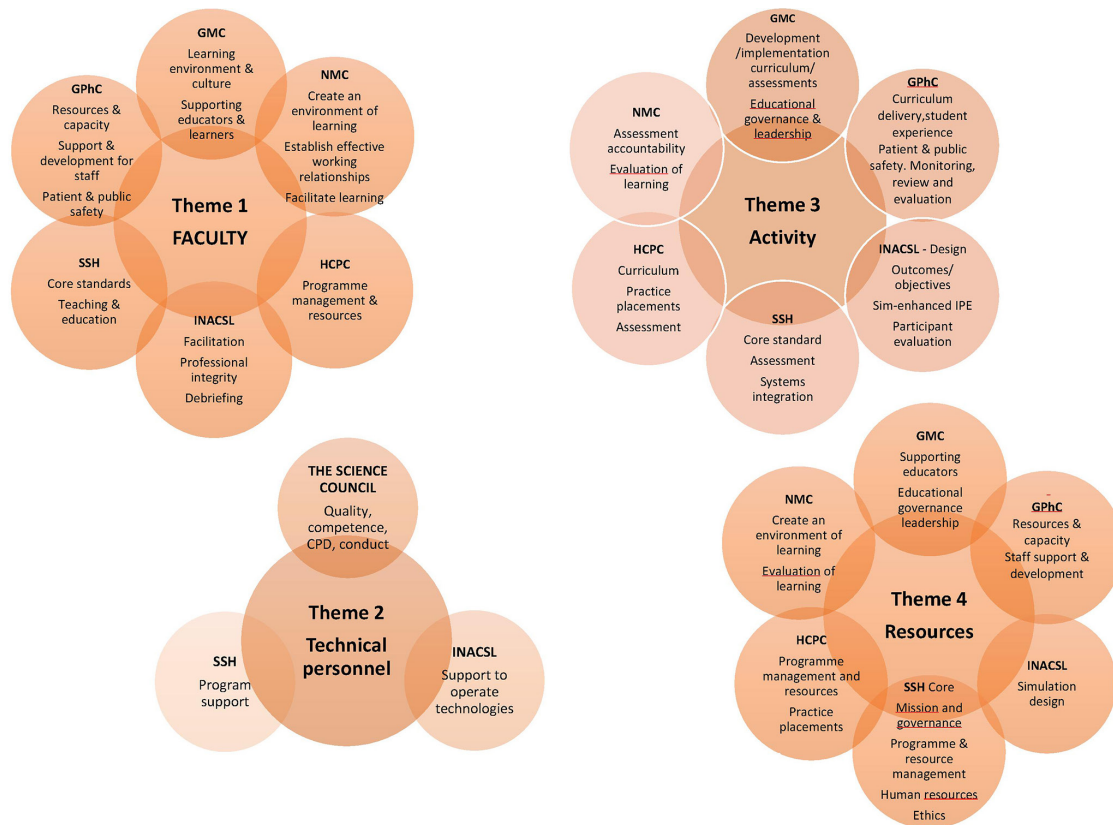 GMC
Learning
environment &
culture
Supporting
educators &
learners
NMC
Create an
environment of
learning
Establish effective
working
relationships
Facilitate learning
GPhC
Resources &
capacity
Support &
development for
staff
Patient & public
safety
Theme 1
FACULTY
SSH
Core standards
Teaching &
education
INACSL
Facilitation
Professional
integrity
Debriefing
HCPC
Programme
management &
resources
GMC
Development
/implementation
curriculum/
assessments
Educational
governance &
leadership
NMC
Assessment
accountability
Evaluation of
learning
GPhC
Curriculum
delivery,student
experience
Patient & public
safety. Monitoring,
review and
evaluation
Theme 3
Activity
HCPC
Curriculum
Practice
placements
Assessment
SSH
Core standard
Assessment
Systems
integration
INACSL - Design
Outcomes/
objectives
Sim-enhanced IPE
Participant
evaluation
THE SCIENCE
COUNCIL
Quality,
competence,
CPD, conduct
Theme 2
Technical
personnel
SSH
Program
support
INACSL
Support to
operate
technologies
GMC
Supporting
educators
Educational
governance
leadership
NMC
Create an
environment of
learning
Evaluation of
learning
GPhC
Resources &
capacity
Staff support &
development
Theme 4
Resources
HCPC
Programme
management and
resources
Practice
placements
SSH Core
Mission and
governance
Programme &
resource
management
Human resources
Ethics
INACSL
Simulation
design